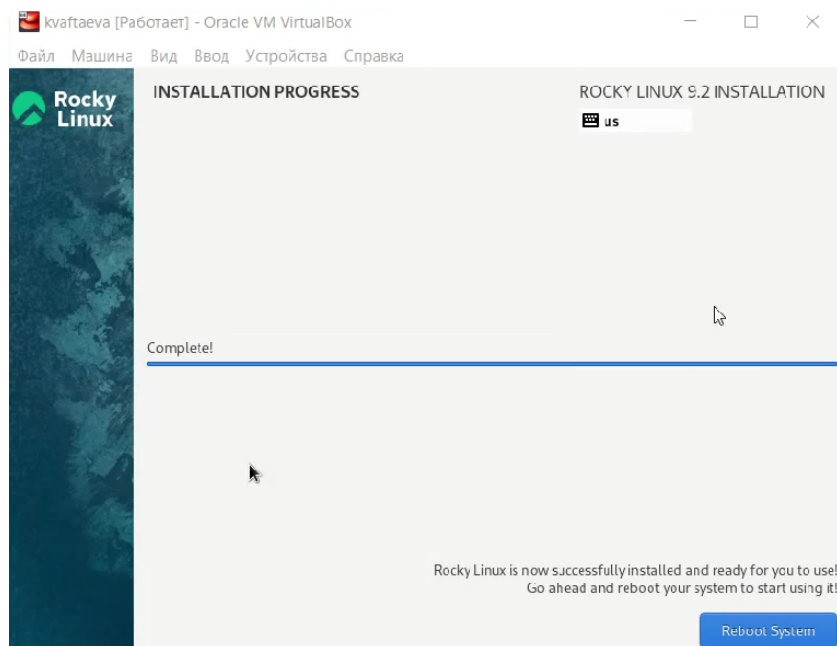 kvaftaeva [Работает] - Oracle VM VirtualBox
Файл Машина Вид Ввод Устройства Справка
Rocky
Linux
INSTALLATION PROGRESS
ROCKY LINUX 9.2 INSTALLATION
us
Complete!
Rocky Linux is now successfully installed and ready for you to use!
Go ahead and reboot your system to start using it!
Reboot System